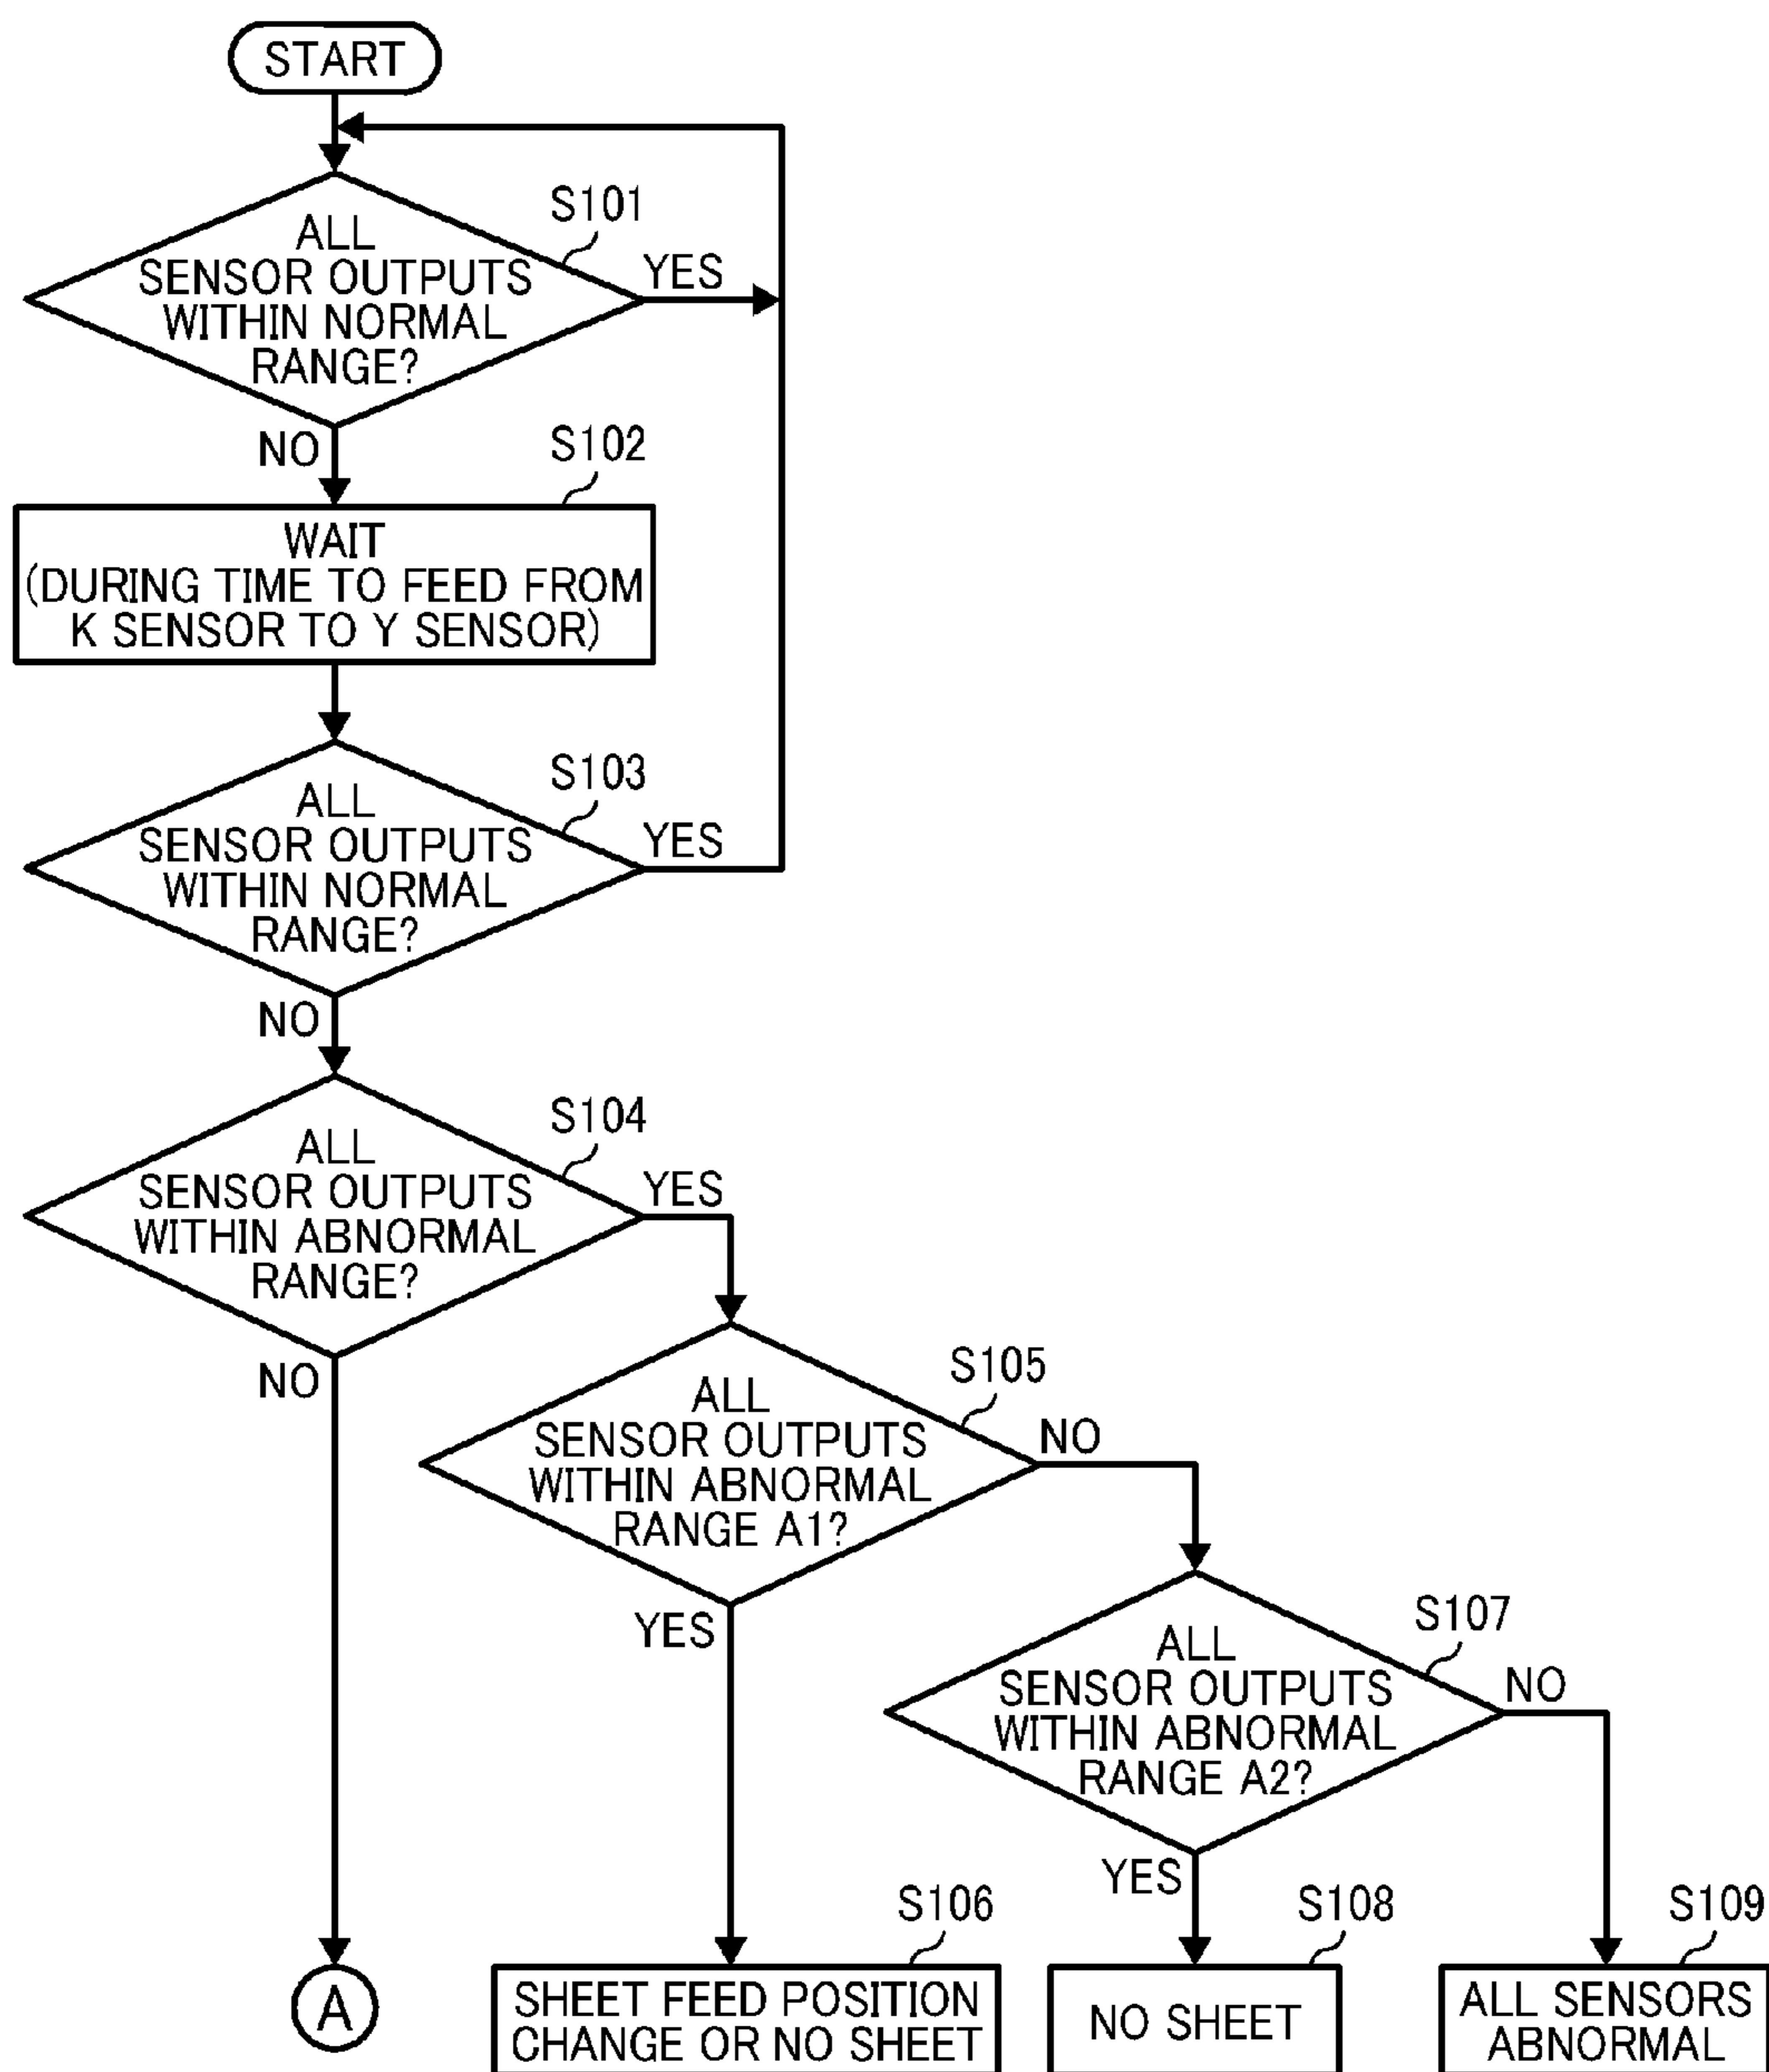 START
S101
ALL
SENSOR OUTPUTS
WITHIN NORMAL
RANGE?
YES
NO
S102
WAIT
(DURING TIME TO FEED FROM
K SENSOR TO Y SENSOR)
S103
ALL
SENSOR OUTPUTS
WITHIN NORMAL
RANGE?
YES
NO
S104
ALL
SENSOR OUTPUTS
WITHIN ABNORMAL
RANGE?
YES
NO
S105
ALL
SENSOR OUTPUTS
WITHIN ABNORMAL
RANGE A1?
NO
YES
S107
ALL
SENSOR OUTPUTS
WITHIN ABNORMAL
RANGE A2?
NO
YES
A
S106
SHEET FEED POSITION
CHANGE OR NO SHEET
S108
NO SHEET
S109
ALL SENSORS
ABNORMAL